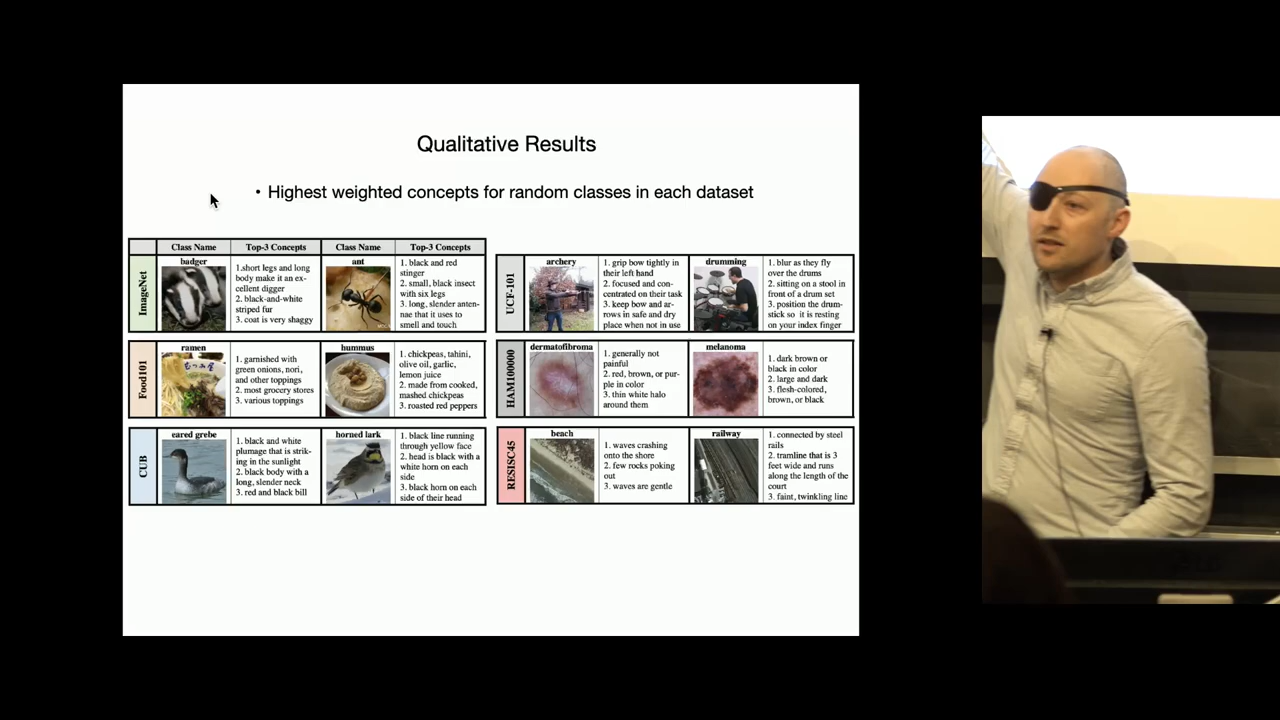 Qualitative Results
• Highest weighted concepts for random classes in each dataset
Class Name Top-3 Concepts Class Name Top-3 Concepts
ImageNet
badger
1.short legs and long
body make it an ex-
cellent digger
2. black-and-white
striped fur
3. coat is very shaggy
ant
1. black and red
stinger
2. small, black insect
with six legs
3. long, slender anten-
nae that it uses to
smell and touch
Food101
ramen
1. garnished with
green onions, nori,
and other toppings
2. most grocery stores
3. various toppings
hummus
1. chickpeas, tahini,
olive oil, garlic,
lemon juice
2. made from cooked,
mashed chickpeas
3. roasted red peppers
CUB
eared grebe
1. black and white
plumage that is strik-
ing in the sunlight
2. black body with a
long, slender neck
3. red and black bill
horned lark
1. black line running
through yellow face
2. head is black with a
white horn on each
side
3. black horn on each
side of their head
UCF-101
archery
1. grip bow tightly in
their left hand
2. focused and con-
centrated on their task
3. keep bow and ar-
rows in safe and dry
place when not in use
drumming
1. blur as they fly
over the drums
2. sitting on a stool in
front of a drum set
3. position the drum-
stick so it is resting
on your index finger
HAM100000
dermatofibroma
1. generally not
painful
2. red, brown, or pur-
ple in color
3. thin white halo
around them
melanoma
1. dark brown or
black in color
2. large and dark
3. flesh-colored,
brown, or black
RESISC45
beach
1. waves crashing
onto the shore
2. few rocks poking
out
3. waves are gentle
railway
1. connected by steel
rails
2. tramline that is 3
feet wide and runs
along the length of the
court
3. faint, twinkling line